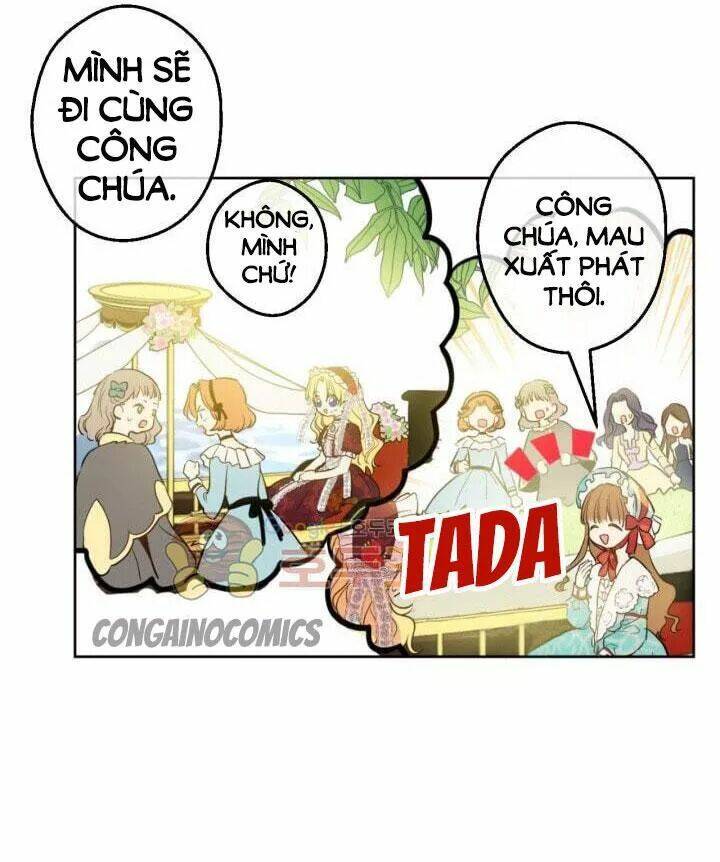 MÌNH SẼ
ĐI CÙNG
CÔNG
CHÚA.
KHÔNG,
MÌNH
CHỨ!
CÔNG
CHÚA, MAU
XUẤT PHÁT
THÔI.
TADA
CONGAINOCOMICS